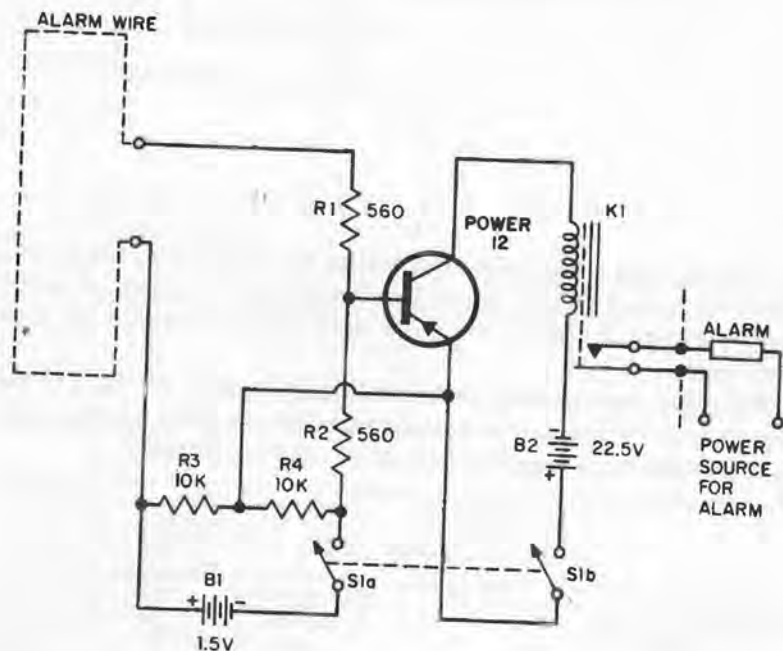 ALARM WIRE
R1
560
POWER
12
K1
ALARM
R2
560
R3
10K
R4
10K
B2
-
+
22.5V
POWER
SOURCE
FOR
ALARM
B1
+
-
1.5V
S1a
S1b